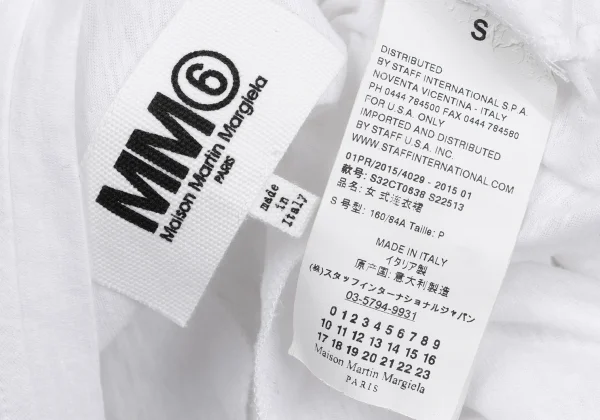 MM⑥
Maison Martin Margiela
PARIS
made
in
Italy
S
DISTRIBUTED
BY STAFF INTERNATIONAL S.P.A.
NOVENTA VICENTINA - ITALY
PH 0444 784500 FAX 0444 784580
FOR U.S.A. ONLY
IMPORTED AND DISTRIBUTED
BY STAFF U.S.A. INC.
WWW.STAFFINTERNATIONAL.COM
01PR/2015/4029 - 2015 01
款号: S32CT0638 S22513
品名: 女式连衣裙
S 号型: 160/84A Taille: P
MADE IN ITALY
イタリア製
原产国: 意大利製造
(株)スタッフインターナショナルジャパン
03-5794-9931
0 1 2 3 4 5 6 7 8 9
10 11 12 13 14 15 16
17 18 19 20 21 22 23
Maison Martin Margiela
PARIS